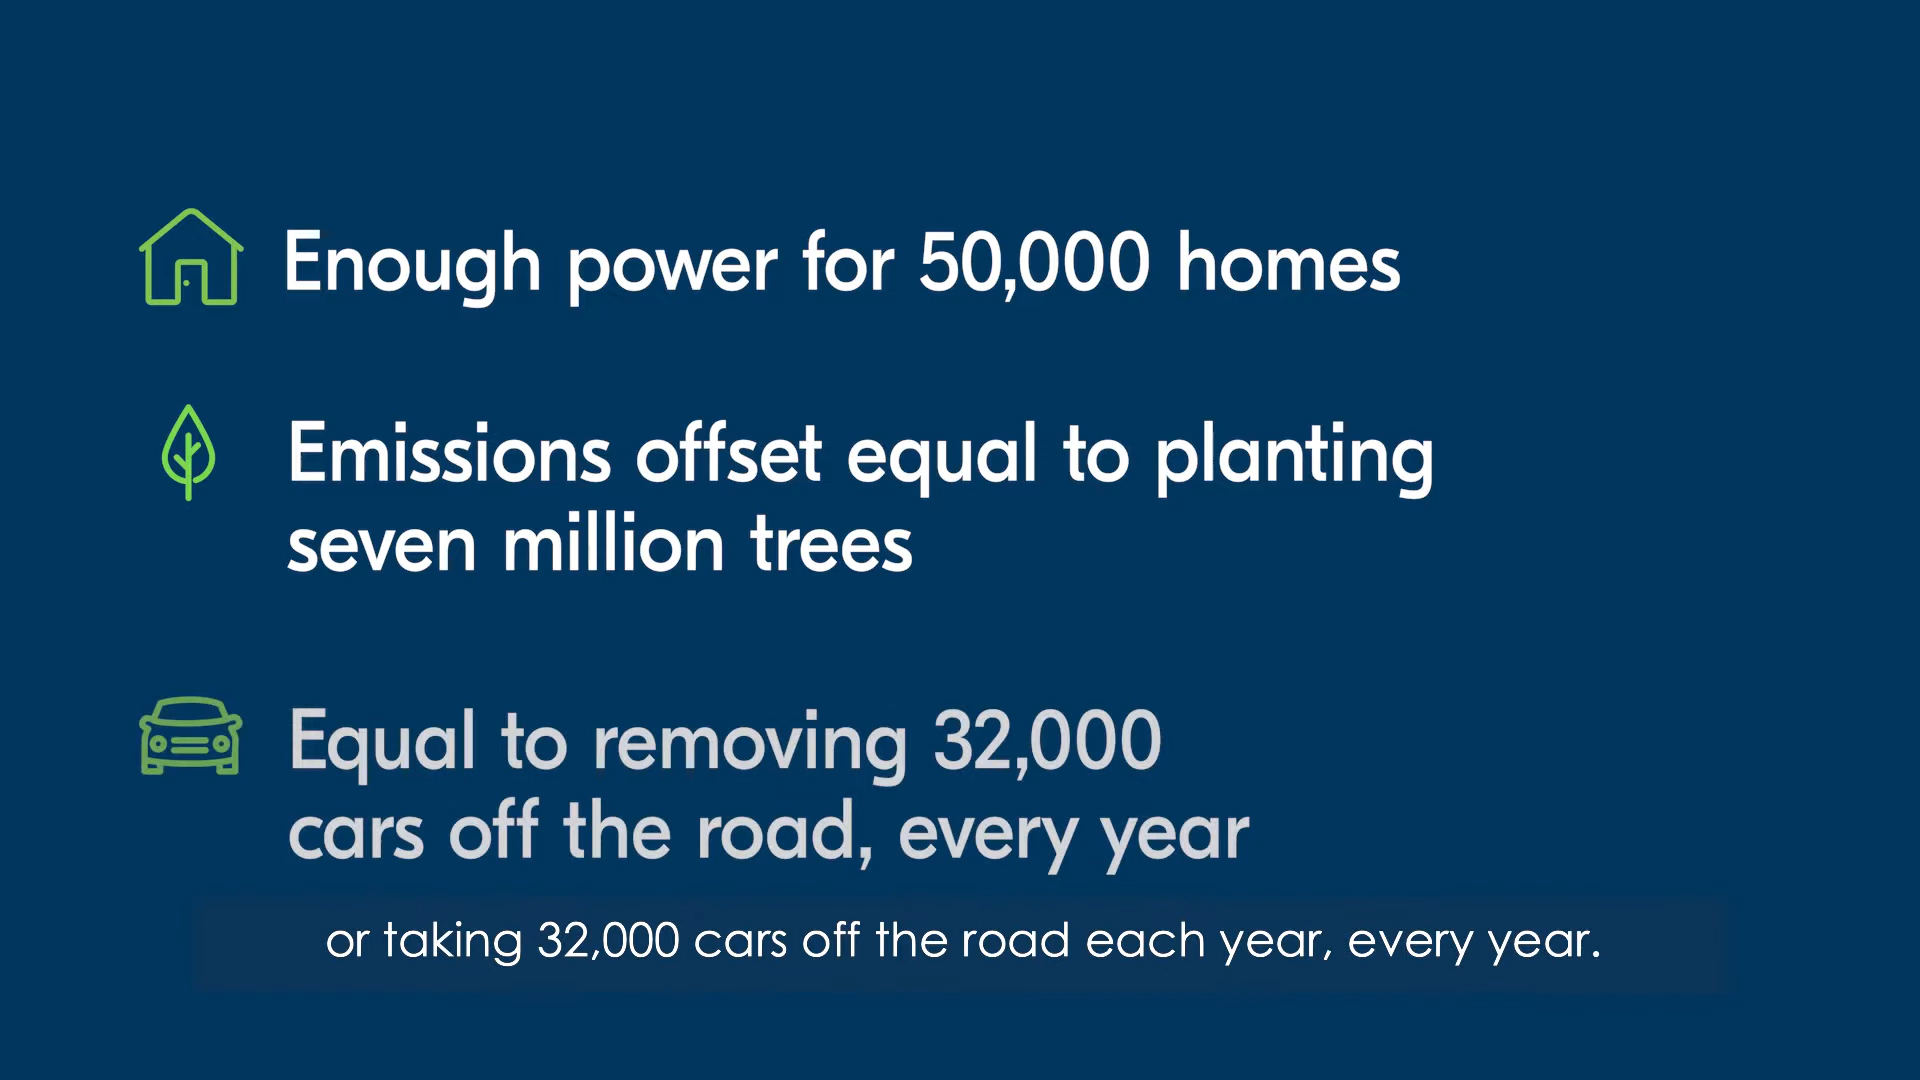 Enough power for 50,000 homes
Emissions offset equal to planting
seven million trees
Equal to removing 32,000
cars off the road, every year
or taking 32,000 cars off the road each year, every year.